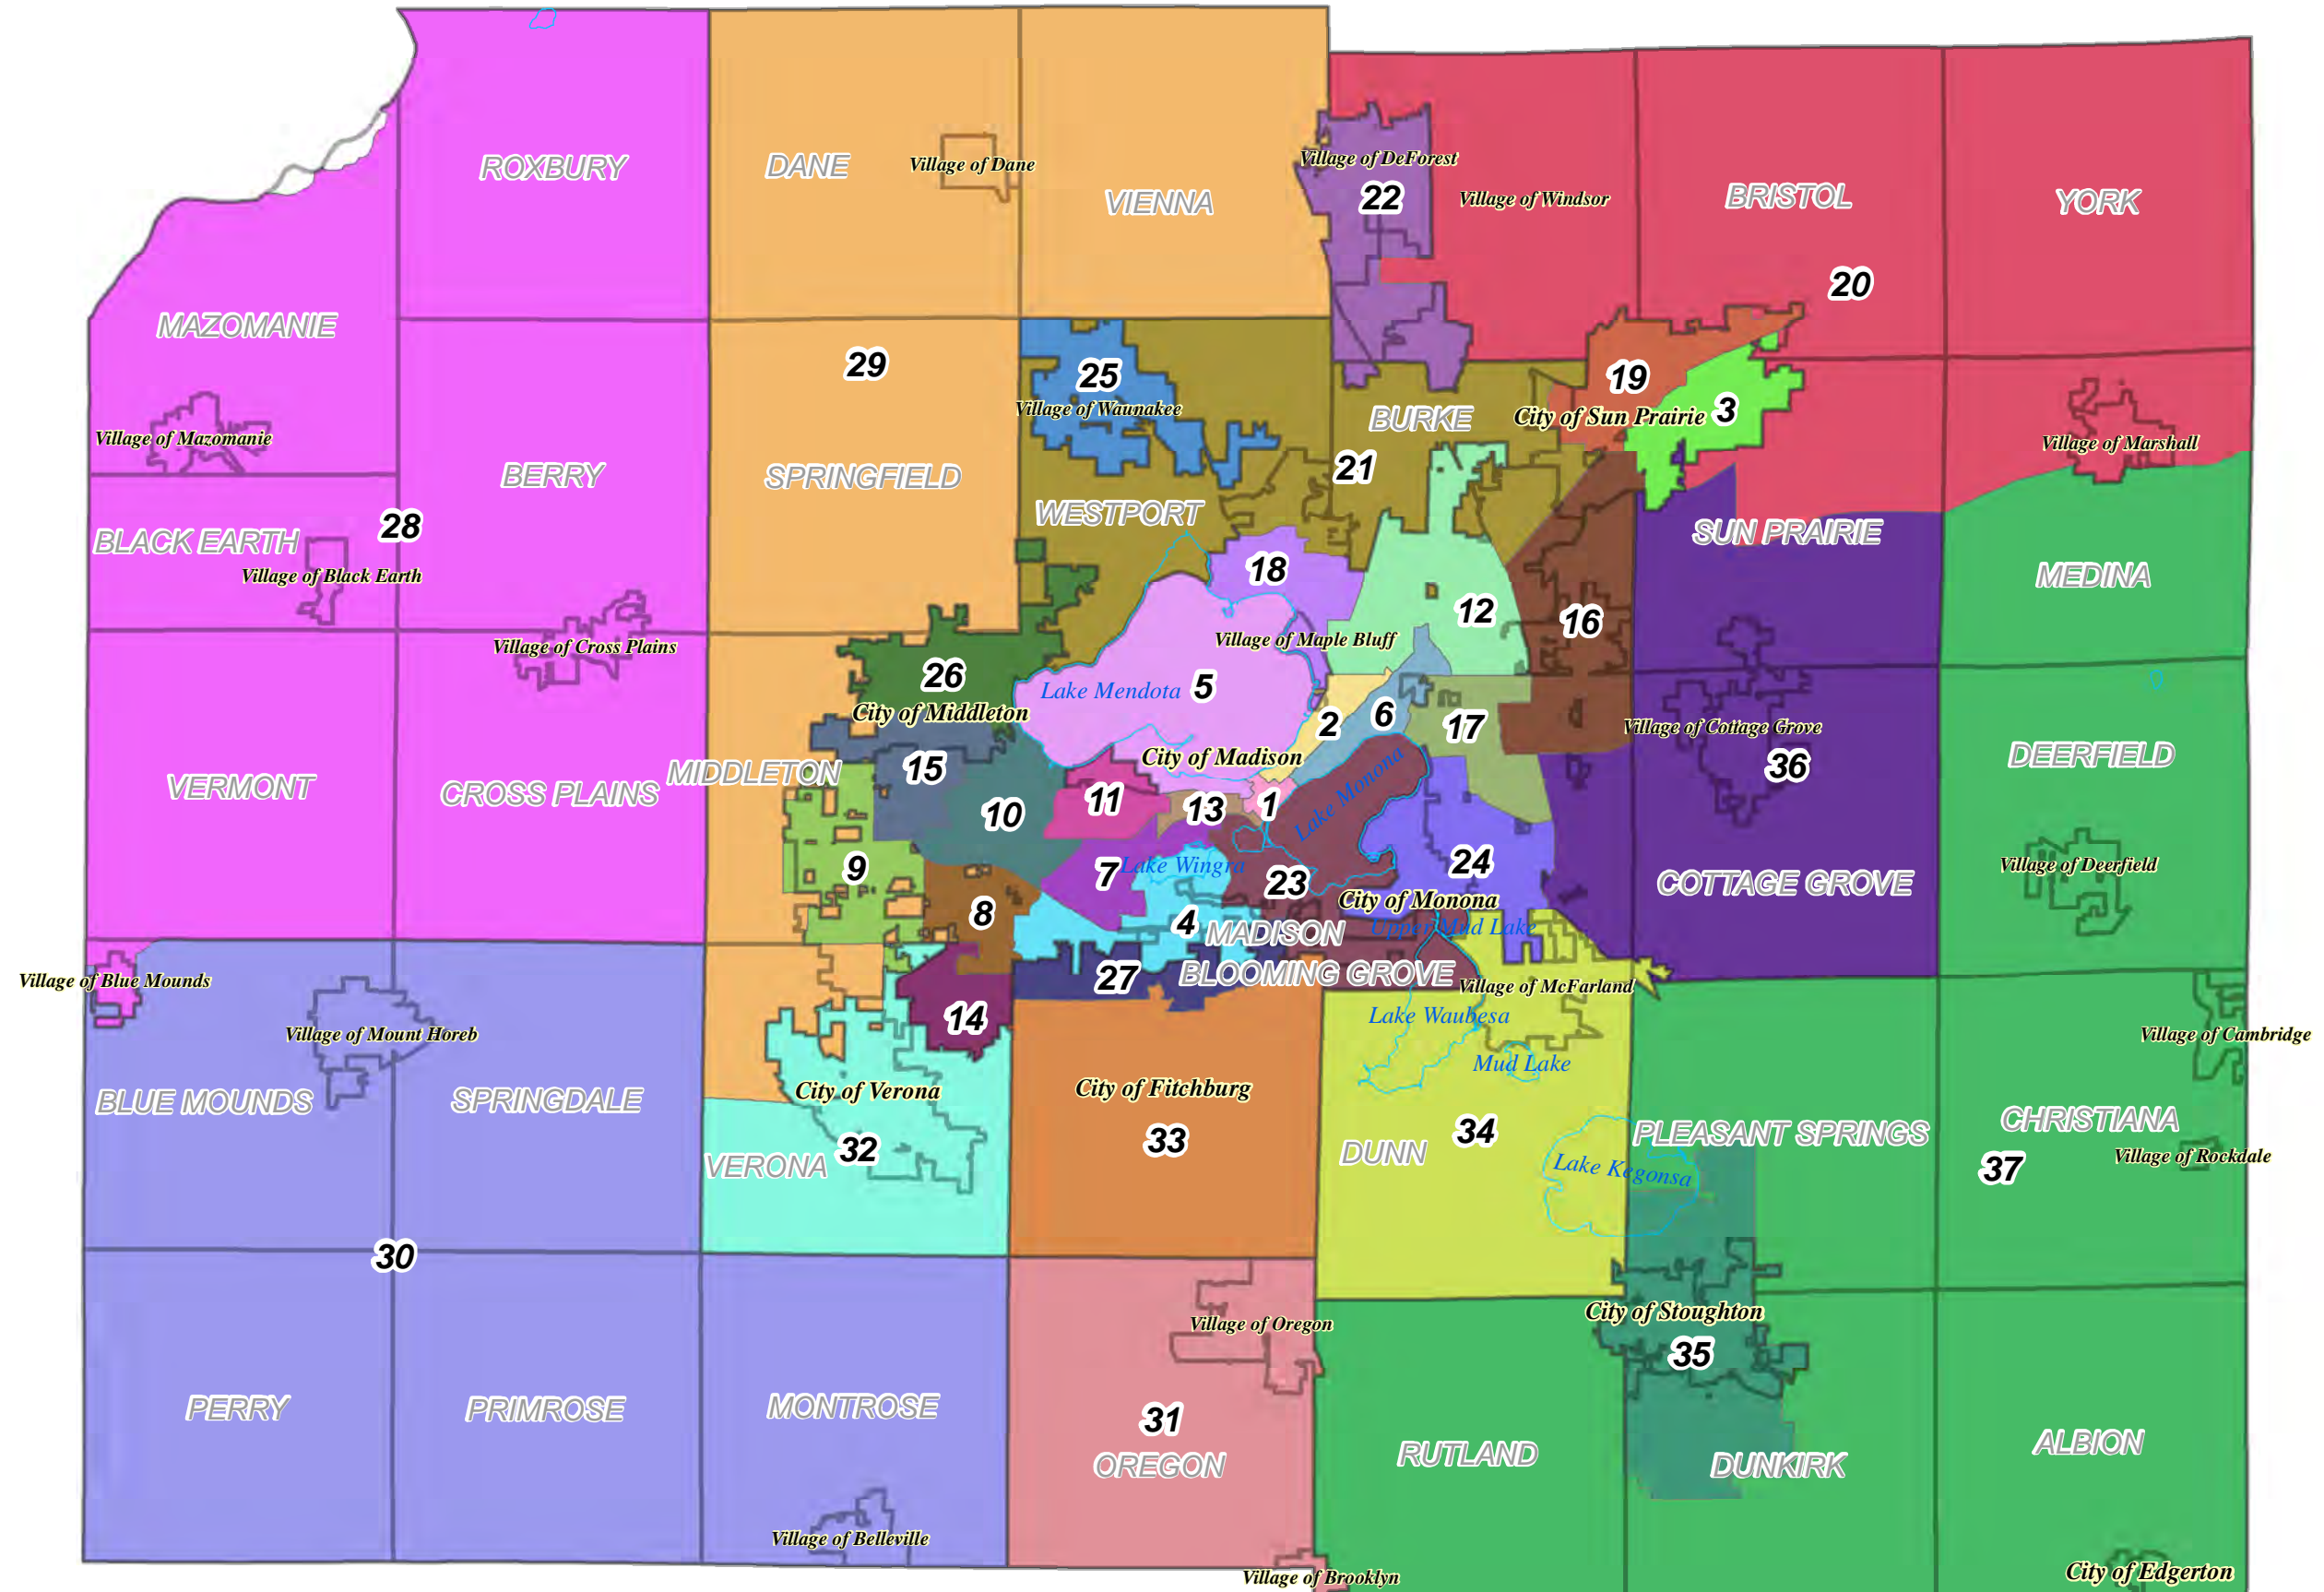 ROXBURY
DANE
Village of Dane
VIENNA
Village of DeForest
22
Village of Windsor
BRISTOL
YORK
20
MAZOMANIE
29
25
Village of Waunakee
19
City of Sun Prairie
3
BURKE
Village of Mazomanie
BERRY
SPRINGFIELD
21
Village of Marshall
WESTPORT
28
BLACK EARTH
Village of Black Earth
18
SUN PRAIRIE
MEDINA
12
16
Village of Cross Plains
Village of Maple Bluff
26
City of Middleton
Lake Mendota
5
2
6
17
Village of Cottage Grove
VERMONT
CROSS PLAINS
MIDDLETON
15
City of Madison
36
DEERFIELD
10
11
13
1
Lake Monona
9
7
Lake Wingra
23
24
COTTAGE GROVE
Village of Deerfield
8
4
City of Monona
MADISON
Upper Mud Lake
Village of Blue Mounds
27
BLOOMING GROVE
Village of McFarland
14
Lake Waubesa
Village of Mount Horeb
Village of Cambridge
Mud Lake
BLUE MOUNDS
SPRINGDALE
City of Verona
City of Fitchburg
32
33
34
VERONA
DUNN
PLEASANT SPRINGS
CHRISTIANA
Lake Kegonsa
37
Village of Rockdale
30
City of Stoughton
35
Village of Oregon
PERRY
PRIMROSE
MONTROSE
31
OREGON
RUTLAND
DUNKIRK
ALBION
Village of Belleville
Village of Brooklyn
City of Edgerton